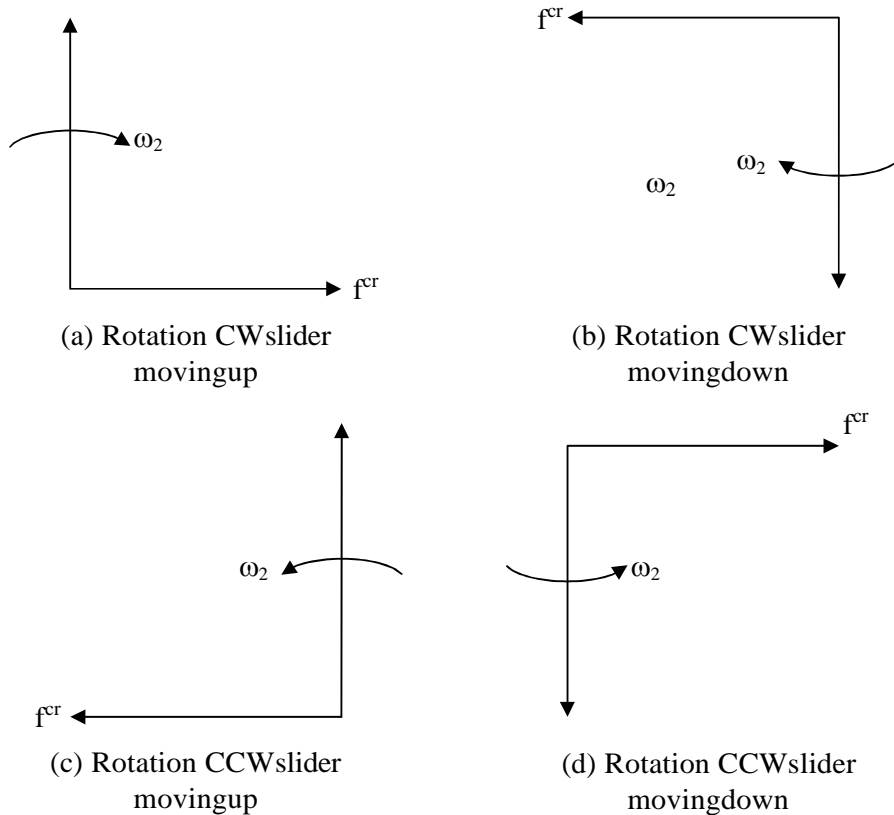 ω₂
fᶜʳ
(a) Rotation CWslider
movingup
fᶜʳ
ω₂
ω₂
(b) Rotation CWslider
movingdown
ω₂
fᶜʳ
(c) Rotation CCWslider
movingup
fᶜʳ
ω₂
(d) Rotation CCWslider
movingdown